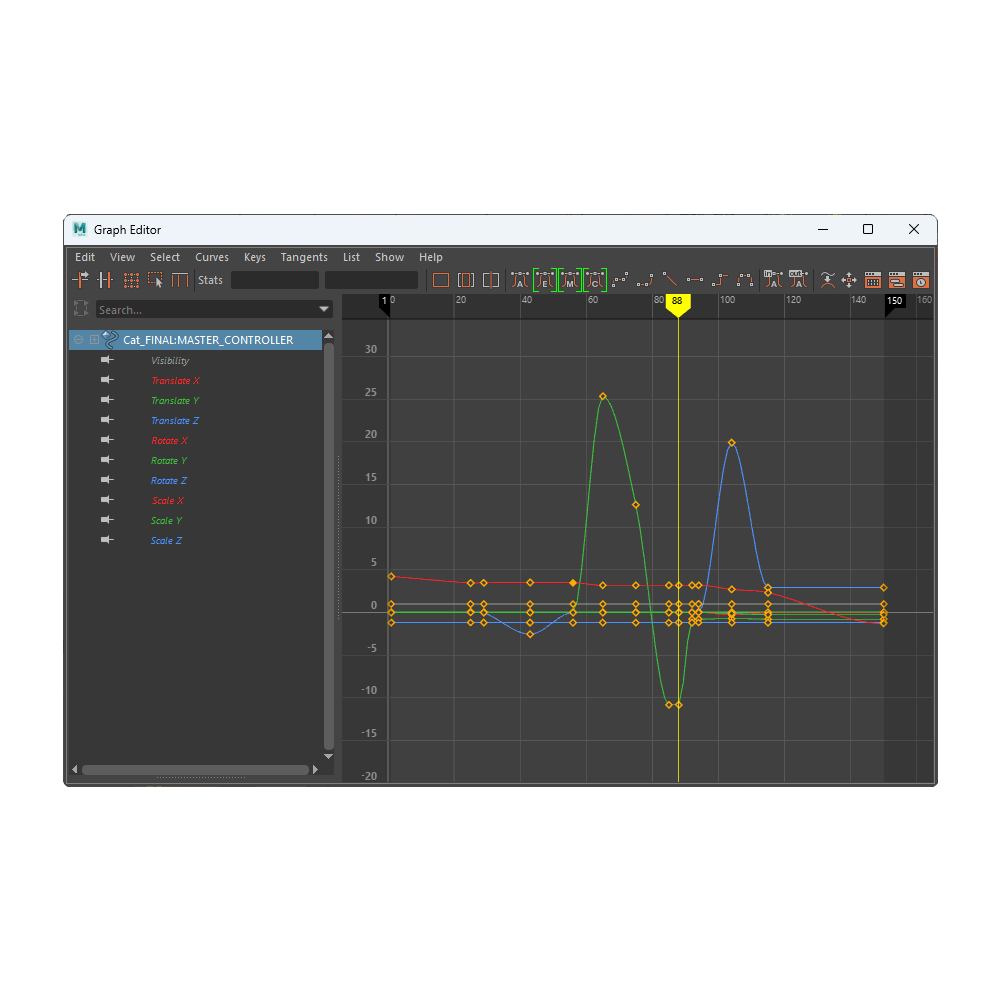 M Graph Editor
Edit View Select Curves Keys Tangents List Show Help
Stats
Search...
1 0 20 40 60 80 88 100 120 140 150 160
Cat_FINAL:MASTER_CONTROLLER
Visibility
Translate X
Translate Y
Translate Z
Rotate X
Rotate Y
Rotate Z
Scale X
Scale Y
Scale Z
30
25
20
15
10
5
0
-5
-10
-15
-20